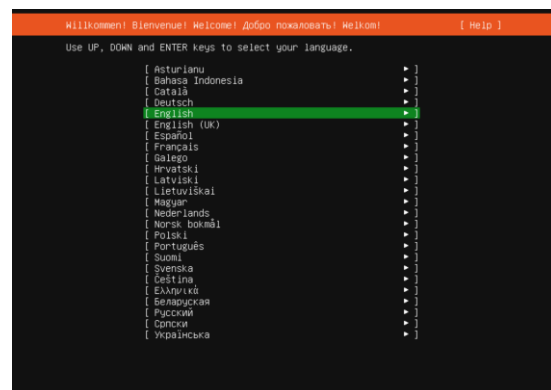 Willkommen! Bienvenue! Welcome! Добро пожаловать! Welkom! [ Help ]
Use UP, DOWN and ENTER keys to select your language.
[ Asturianu ► ]
[ Bahasa Indonesia ► ]
[ Català ► ]
[ Deutsch ► ]
[ English ► ]
[ English (UK) ► ]
[ Español ► ]
[ Français ► ]
[ Galego ► ]
[ Hrvatski ► ]
[ Latviski ► ]
[ Lietuviškai ► ]
[ Magyar ► ]
[ Nederlands ► ]
[ Norsk bokmål ► ]
[ Polski ► ]
[ Português ► ]
[ Suomi ► ]
[ Svenska ► ]
[ Čeština ► ]
[ Ελληνικά ► ]
[ Беларуская ► ]
[ Русский ► ]
[ Српски ► ]
[ Українська ► ]